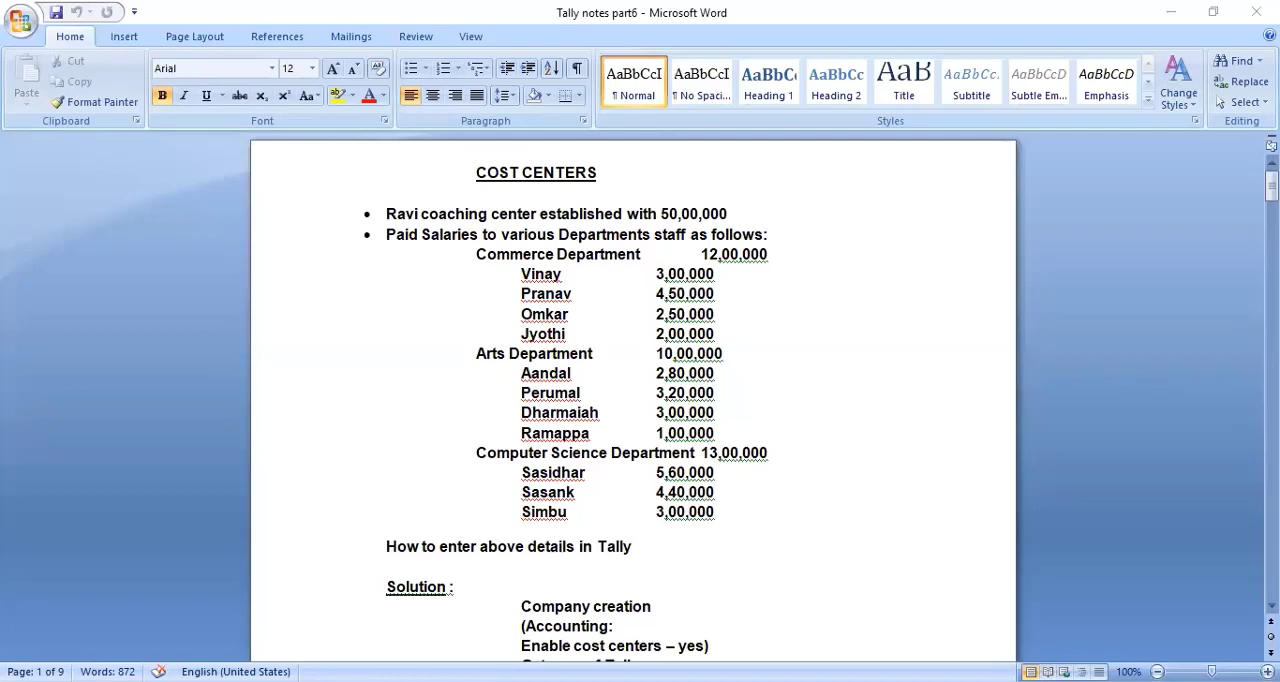 Tally notes part6 - Microsoft Word
Home Insert Page Layout References Mailings Review View
Paste Cut Copy Format Painter
Arial 12
AaBbCcI AaBbCcI AaBbC AaBbCc AaB AaBbCc. AaBbCcD AaBbCcD
¶ Normal ¶ No Spaci... Heading 1 Heading 2 Title Subtitle Subtle Em... Emphasis
Change Styles
Find Replace Select
Clipboard Font Paragraph Styles Editing
COST CENTERS
• Ravi coaching center established with 50,00,000
• Paid Salaries to various Departments staff as follows:
Commerce Department 12,00,000
Vinay 3,00,000
Pranav 4,50,000
Omkar 2,50,000
Jyothi 2,00,000
Arts Department 10,00,000
Aandal 2,80,000
Perumal 3,20,000
Dharmaiah 3,00,000
Ramappa 1,00,000
Computer Science Department 13,00,000
Sasidhar 5,60,000
Sasank 4,40,000
Simbu 3,00,000
How to enter above details in Tally
Solution :
Company creation
(Accounting:
Enable cost centers – yes)
Page: 1 of 9 Words: 872 English (United States) 100%